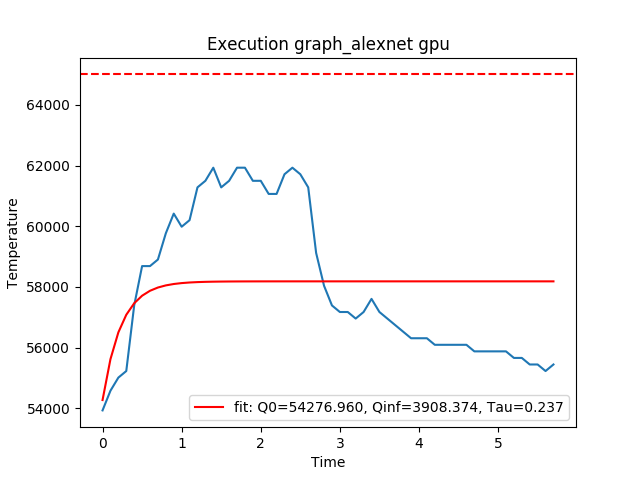 Execution graph_alexnet gpu
Temperature
64000
62000
60000
58000
56000
54000
fit: Q0=54276.960, Qinf=3908.374, Tau=0.237
0 1 2 3 4 5
Time